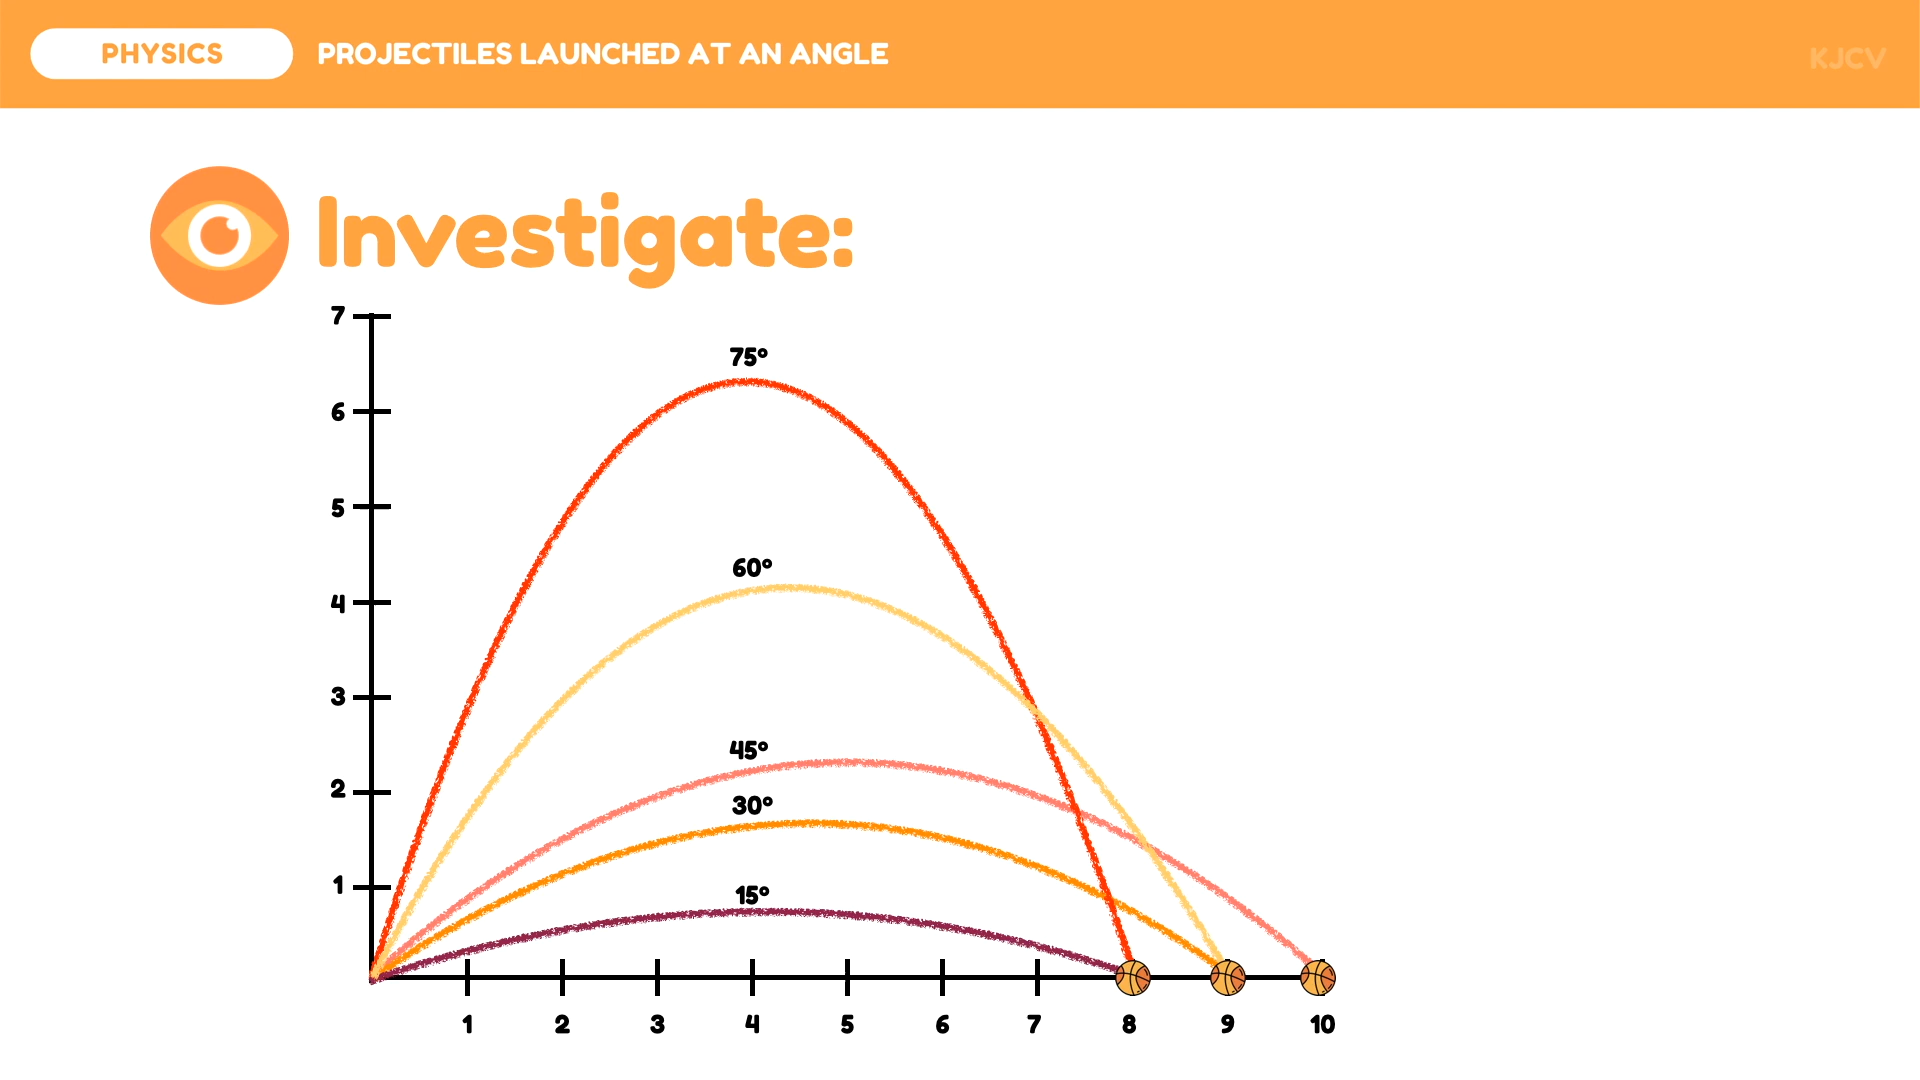 PHYSICS
PROJECTILES LAUNCHED AT AN ANGLE
KJCV
Investigate:
7
75°
6
5
60°
4
3
45°
2
30°
1
15°
1 2 3 4 5 6 7 8 9 10